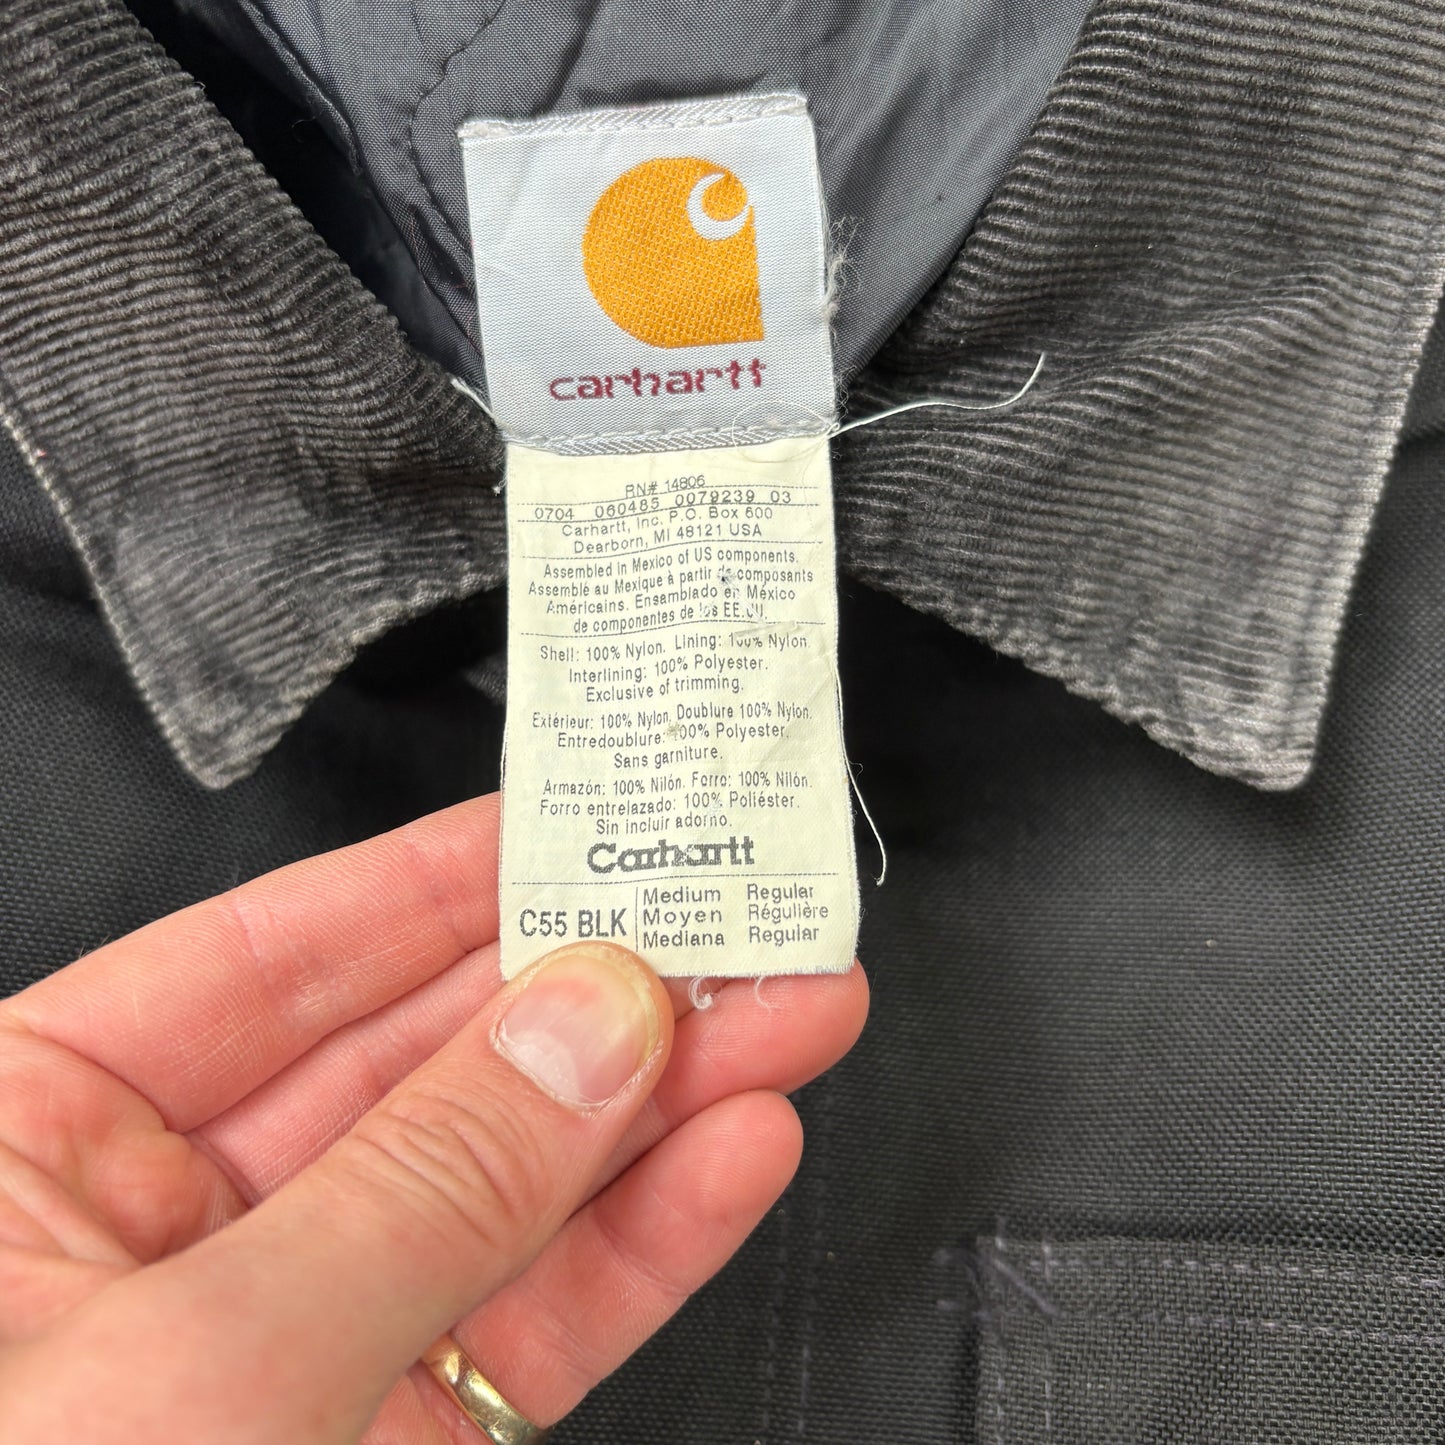 carhartt
RN# 14806
0704 060485 0079239 03
Carhartt, Inc. P.O. Box 600
Dearborn, MI 48121 USA
Assembled in Mexico of US components.
Assemblé au Mexique à partir de composants
Américains. Ensamblado en México
de componentes de los EE.UU.
Shell: 100% Nylon. Lining: 100% Nylon.
Interlining: 100% Polyester.
Exclusive of trimming.
Extérieur: 100% Nylon, Doublure 100% Nylon.
Entredoublure: 100% Polyester.
Sans garniture.
Armazón: 100% Nilón. Forro: 100% Nilón.
Forro entrelazado: 100% Poliéster.
Sin incluir adorno.
Carhartt
C55 BLK
Medium Regular
Moyen Régulière
Mediana Regular